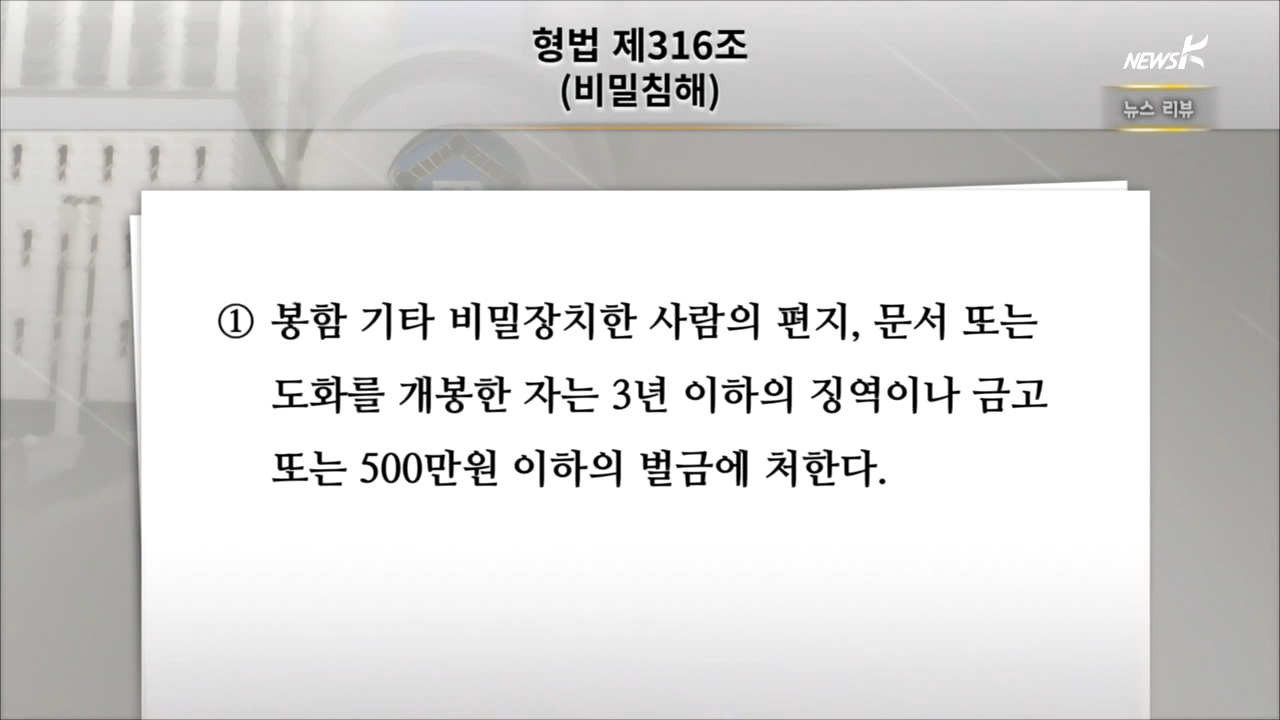 형법 제316조
(비밀침해)
NEWS K
뉴스 리뷰
① 봉함 기타 비밀장치한 사람의 편지, 문서 또는
도화를 개봉한 자는 3년 이하의 징역이나 금고
또는 500만원 이하의 벌금에 처한다.